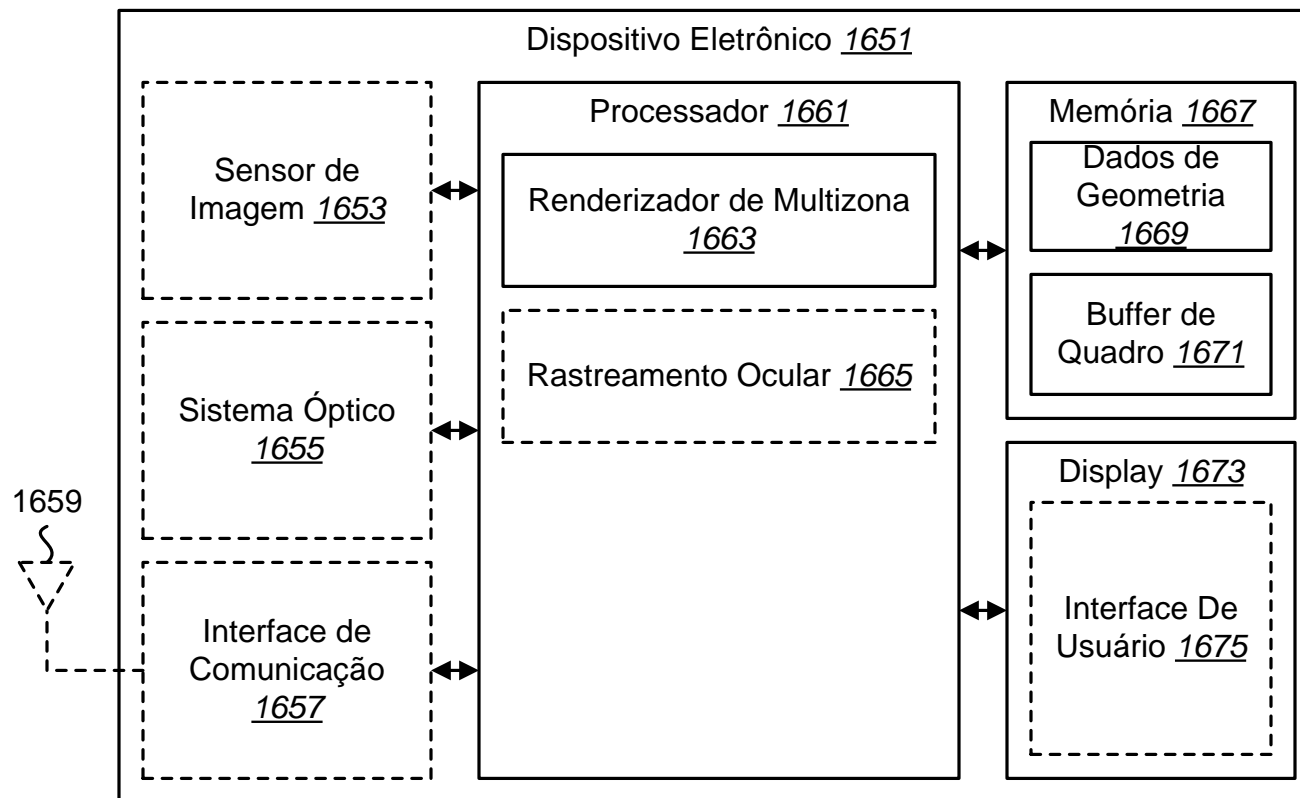 Dispositivo Eletrônico 1651
Sensor de
Imagem 1653
Sistema Óptico
1655
1659
Interface de
Comunicação
1657
Processador 1661
Renderizador de Multizona
1663
Rastreamento Ocular 1665
Memória 1667
Dados de
Geometria
1669
Buffer de
Quadro 1671
Display 1673
Interface De
Usuário 1675